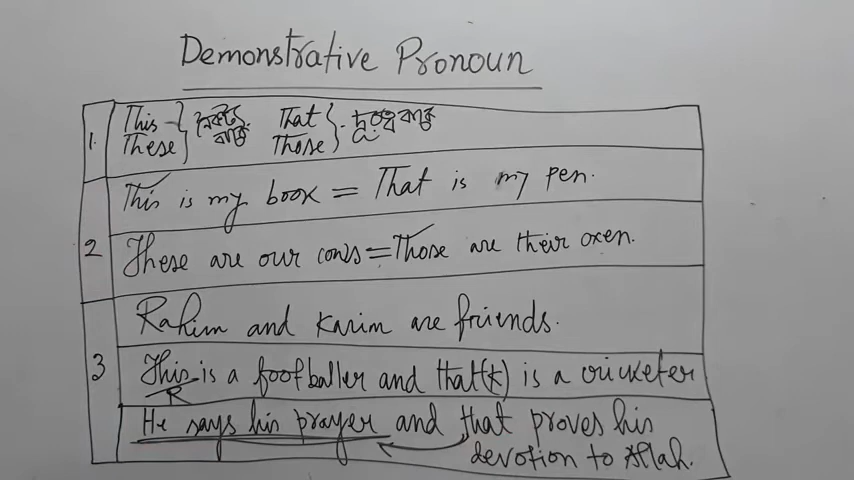 Demonstrative Pronoun
1. This These } নিকটে বাঝে That Those } দূরত্ব বাঝে
This is my book = That is my pen.
2 These are our cows = Those are their oxen.
Rahim and Karim are friends.
3 This is a footballer and that (K) is a cricketer
R
He says his prayer and that proves his
devotion to Allah.